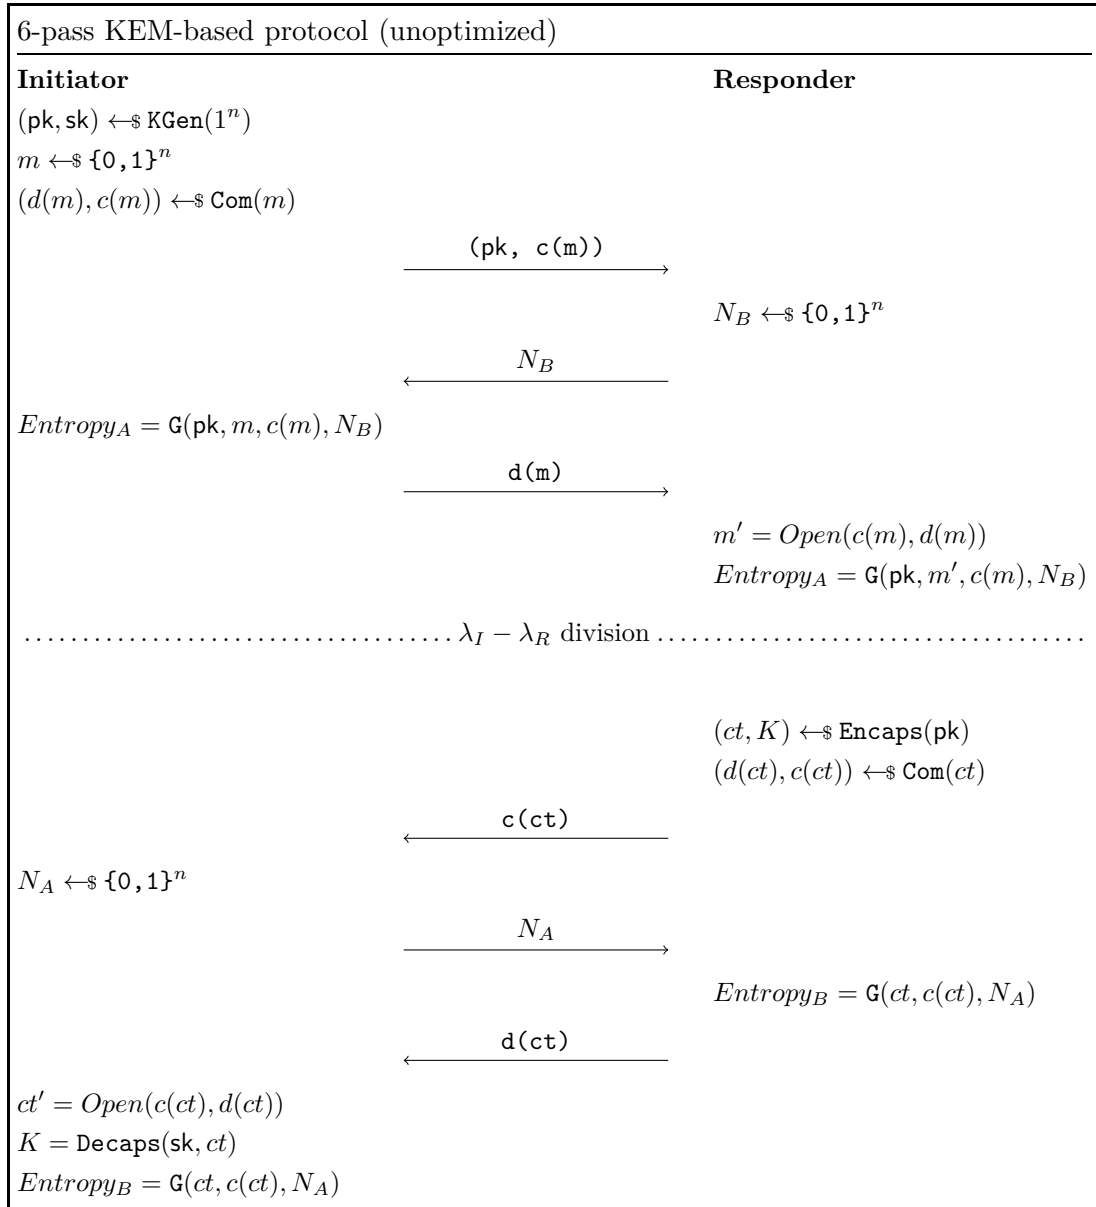 6-pass KEM-based protocol (unoptimized)
Initiator Responder
(pk, sk) ←$ KGen(1^n)
m ←$ {0,1}^n
(d(m), c(m)) ←$ Com(m)
(pk, c(m))
N_B ←$ {0,1}^n
N_B
Entropy_A = G(pk, m, c(m), N_B)
d(m)
m′ = Open(c(m), d(m))
Entropy_A = G(pk, m′, c(m), N_B)
λ_I − λ_R division
(ct, K) ←$ Encaps(pk)
(d(ct), c(ct)) ←$ Com(ct)
c(ct)
N_A ←$ {0,1}^n
N_A
Entropy_B = G(ct, c(ct), N_A)
d(ct)
ct′ = Open(c(ct), d(ct))
K = Decaps(sk, ct)
Entropy_B = G(ct, c(ct), N_A)